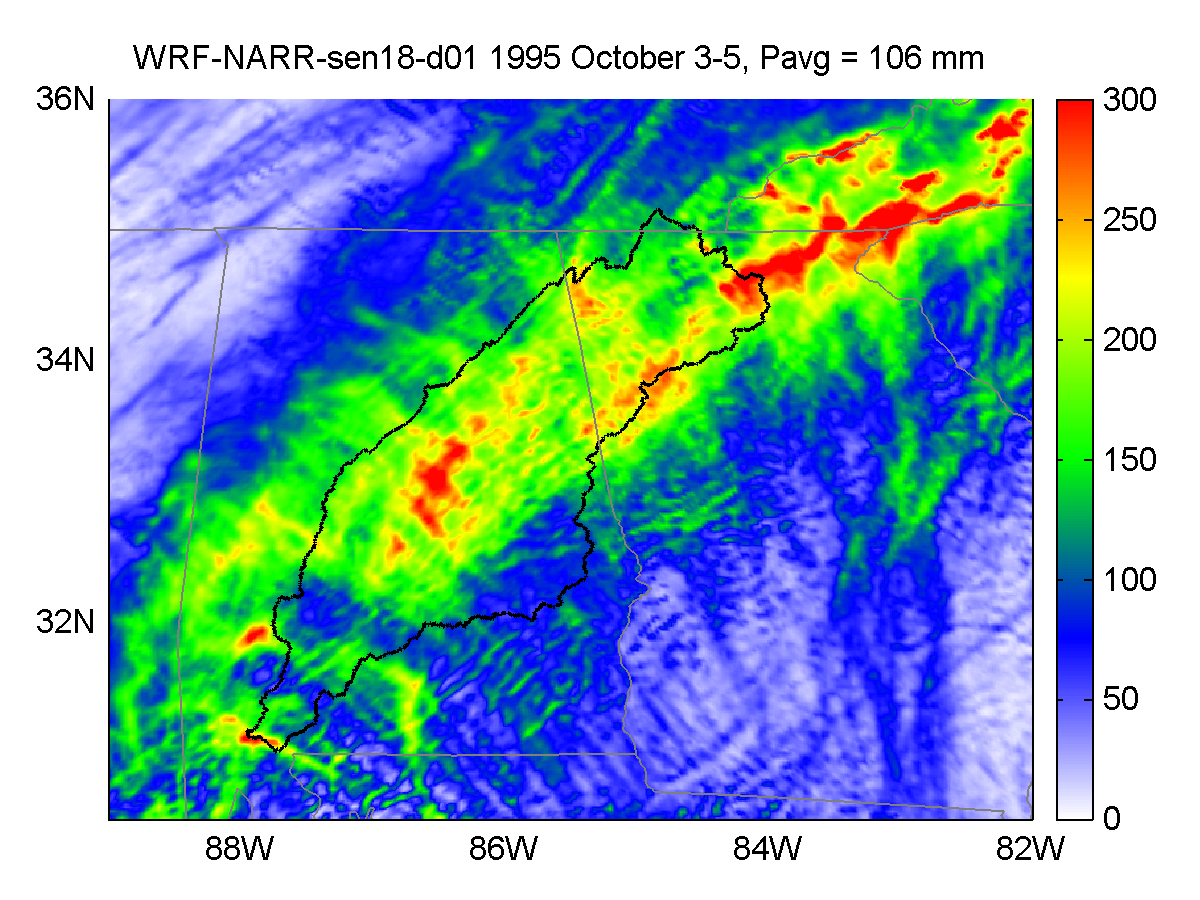 WRF-NARR-sen18-d01 1995 October 3-5, Pavg = 106 mm
36N
34N
32N
88W
86W
84W
82W
300
250
200
150
100
50
0